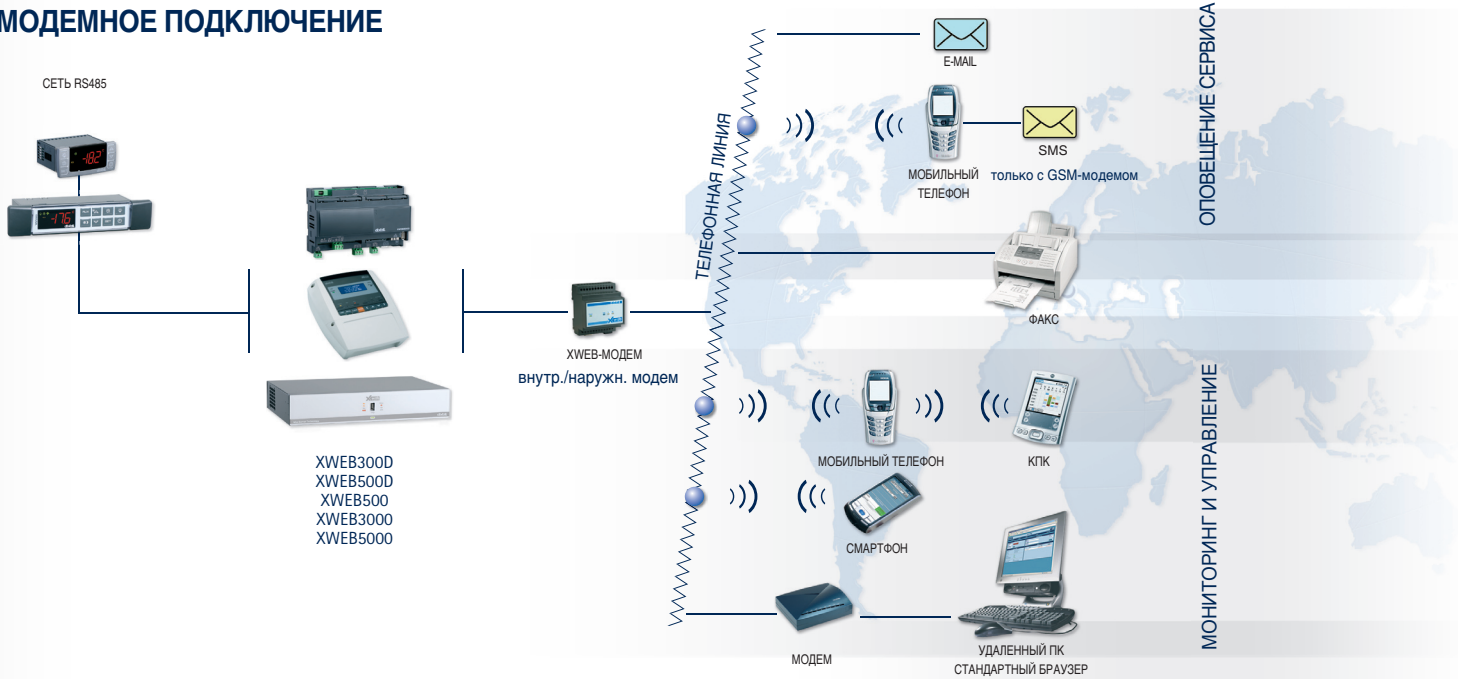 МОДЕМНОЕ ПОДКЛЮЧЕНИЕ
СЕТЬ RS485
XWEB300D
XWEB500D
XWEB500
XWEB3000
XWEB5000
XWEB-МОДЕМ
внутр./наружн. модем
ТЕЛЕФОННАЯ ЛИНИЯ
E-MAIL
МОБИЛЬНЫЙ
ТЕЛЕФОН
SMS
только с GSM-модемом
ФАКС
ОПОВЕЩЕНИЕ СЕРВИСА
МОБИЛЬНЫЙ ТЕЛЕФОН
КПК
СМАРТФОН
МОДЕМ
УДАЛЕННЫЙ ПК
СТАНДАРТНЫЙ БРАУЗЕР
МОНИТОРИНГ И УПРАВЛЕНИЕ